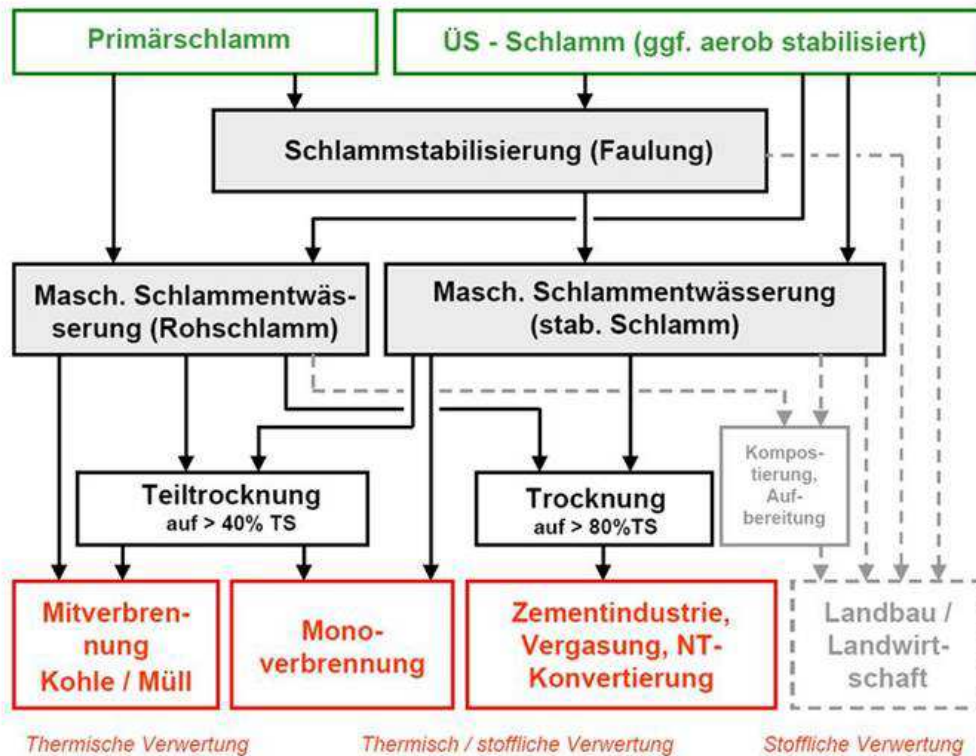 Primärschlamm
ÜS - Schlamm (ggf. aerob stabilisiert)
Schlammstabilisierung (Faulung)
Masch. Schlammentwäs-
serung (Rohschlamm)
Masch. Schlammentwässerung
(stab. Schlamm)
Teiltrocknung
auf > 40% TS
Trocknung
auf > 80%TS
Kompos-
tierung,
Auf-
bereitung
Mitverbren-
nung
Kohle / Müll
Mono-
verbrennung
Zementindustrie,
Vergasung, NT-
Konvertierung
Landbau /
Landwirt-
schaft
Thermische Verwertung
Thermisch / stoffliche Verwertung
Stoffliche Verwertung